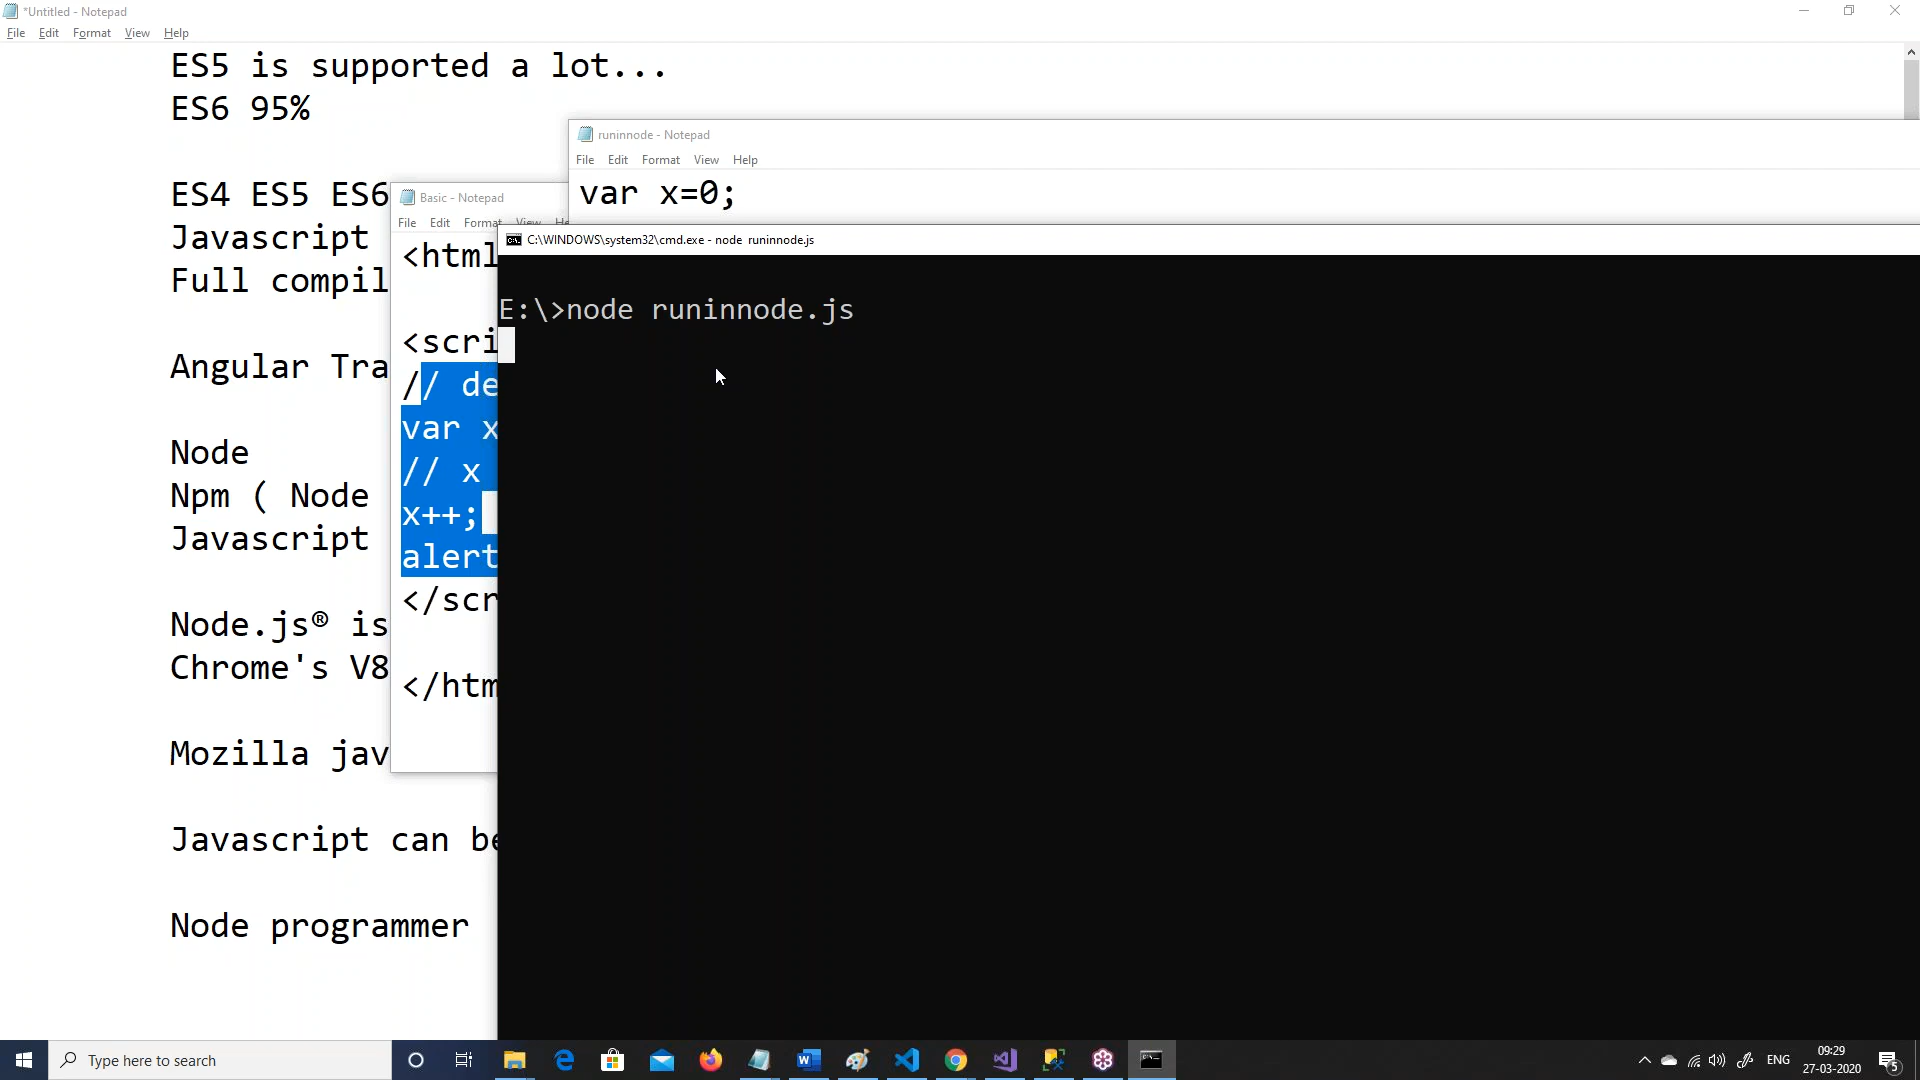 *Untitled - Notepad
File Edit Format View Help
ES5 is supported a lot...
ES6 95%
ES4 ES5 ES6
Javascript
Full compil
Angular Tra
Node
Npm ( Node
Javascript
Node.js® is
Chrome's V8
Mozilla jav
Javascript can be
Node programmer
runinnode - Notepad
File Edit Format View Help
var x=0;
Basic - Notepad
File Edit Format View He
<html
<scri
// de
var x
// x
x++;
alert
</scr
</htm
C:\WINDOWS\system32\cmd.exe - node runinnode.js
E:\>node runinnode.js
Type here to search
ENG
09:29
27-03-2020
5